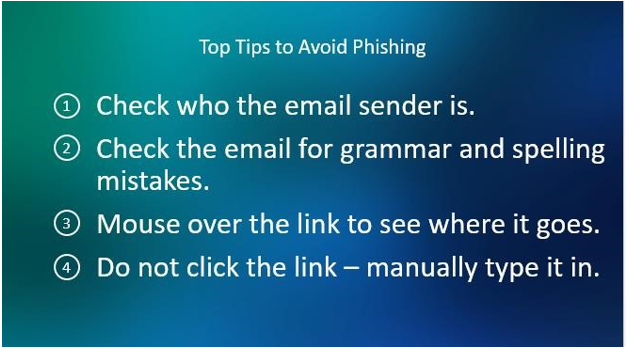 Top Tips to Avoid Phishing
1 Check who the email sender is.
2 Check the email for grammar and spelling
mistakes.
3 Mouse over the link to see where it goes.
4 Do not click the link – manually type it in.